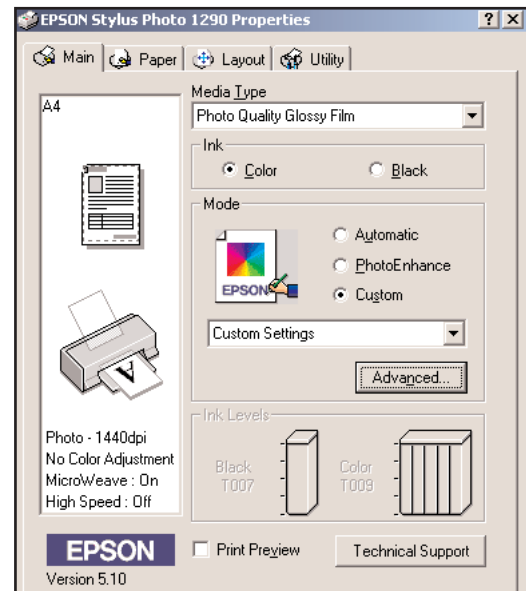 EPSON Stylus Photo 1290 Properties
Main Paper Layout Utility
A4
Media Type
Photo Quality Glossy Film
Ink
Color Black
Mode
Automatic
PhotoEnhance
EPSON
Custom
Custom Settings
Advanced...
Photo - 1440dpi
No Color Adjustment
MicroWeave : On
High Speed : Off
Ink Levels
Black
T007
Color
T009
EPSON
Version 5.10
Print Preview
Technical Support